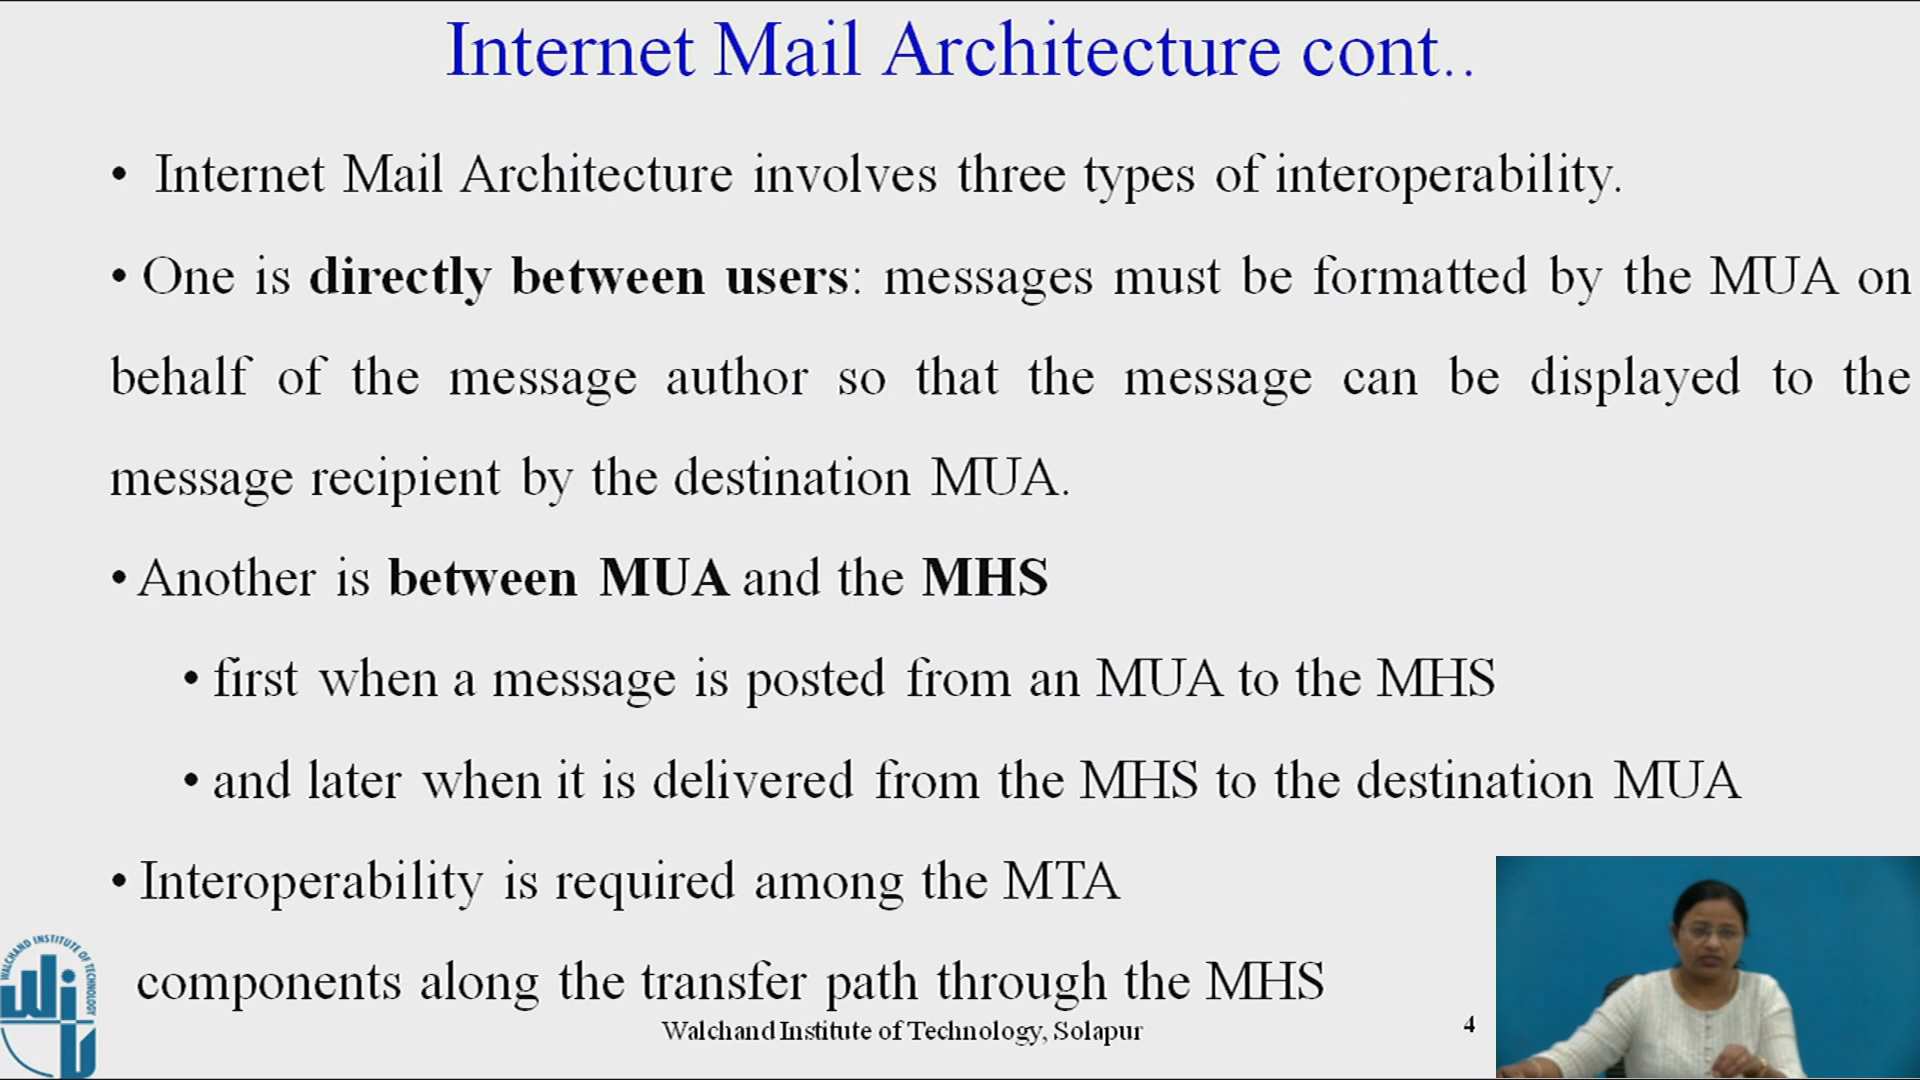 Internet Mail Architecture cont..
• Internet Mail Architecture involves three types of interoperability.
• One is directly between users: messages must be formatted by the MUA on
behalf of the message author so that the message can be displayed to the
message recipient by the destination MUA.
• Another is between MUA and the MHS
• first when a message is posted from an MUA to the MHS
• and later when it is delivered from the MHS to the destination MUA
• Interoperability is required among the MTA
components along the transfer path through the MHS
WALCHAND INSTITUTE OF TECHNOLOGY
WIT
Walchand Institute of Technology, Solapur
4